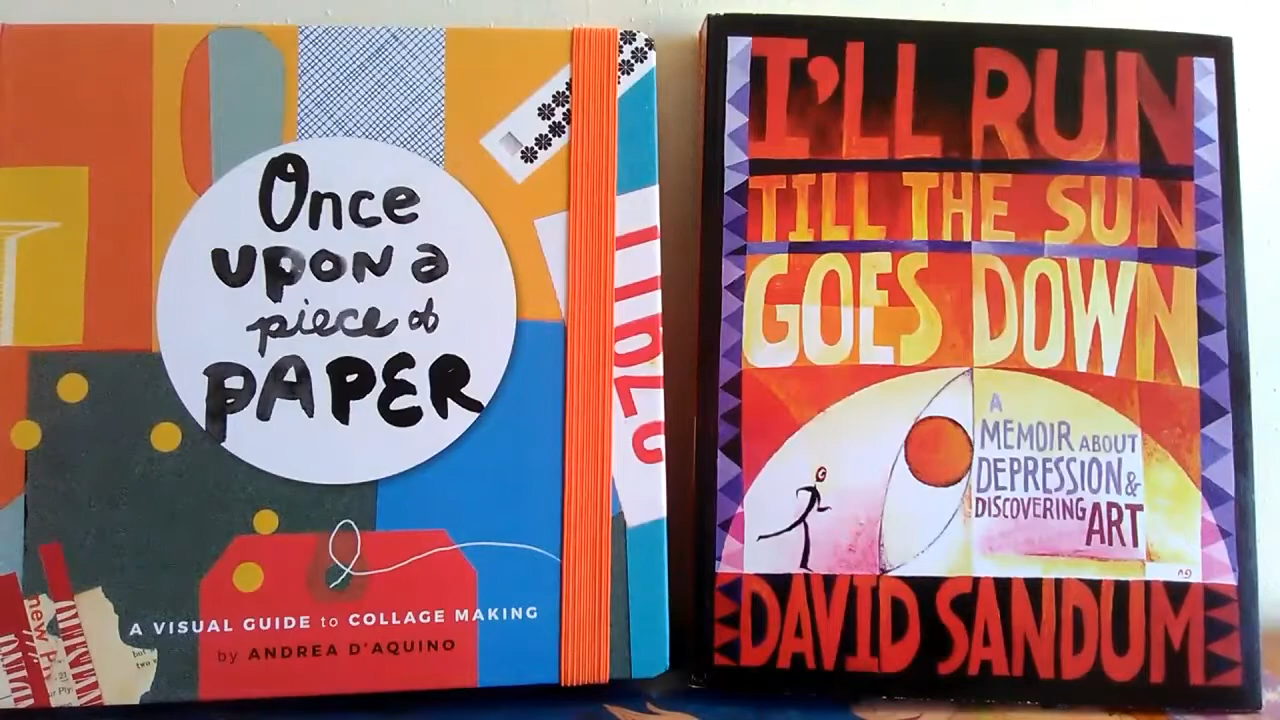 Once
upon a
piece of
PAPER
A VISUAL GUIDE to COLLAGE MAKING
by ANDREA D'AQUINO
new
I'LL RUN
TILL THE SUN
GOES DOWN
A
MEMOIR ABOUT
DEPRESSION &
DISCOVERING ART
DAVID SANDUM